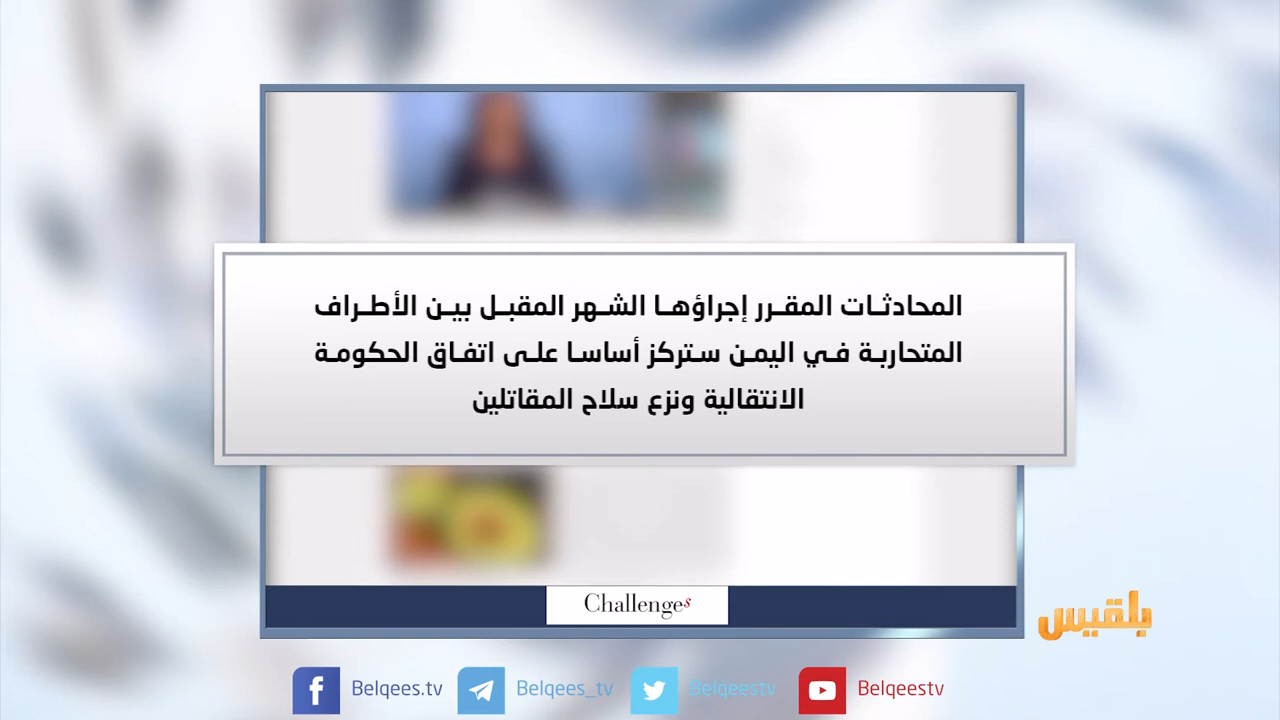 المحادثات المقرر إجراؤها الشهر المقبل بين الأطراف
المتحاربة في اليمن ستركز أساسا على اتفاق الحكومة
الانتقالية ونزع سلاح المقاتلين
Challenges
بلقيس
Belqees.tv
Belqees_tv
Belqeestv
Belqeestv